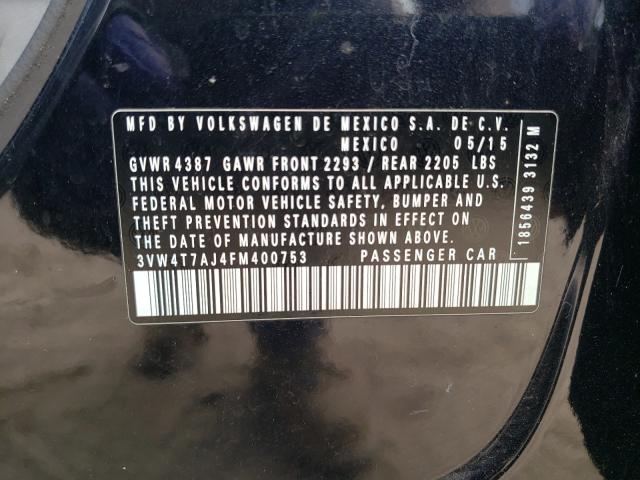 MFD BY VOLKSWAGEN DE MEXICO S.A. DE C.V.
MEXICO 05/15
GVWR 4387 GAWR FRONT 2293 / REAR 2205 LBS
THIS VEHICLE CONFORMS TO ALL APPLICABLE U.S.
FEDERAL MOTOR VEHICLE SAFETY, BUMPER AND
THEFT PREVENTION STANDARDS IN EFFECT ON
THE DATE OF MANUFACTURE SHOWN ABOVE.
3VW4T7AJ4FM400753 PASSENGER CAR
1856439 3132 M